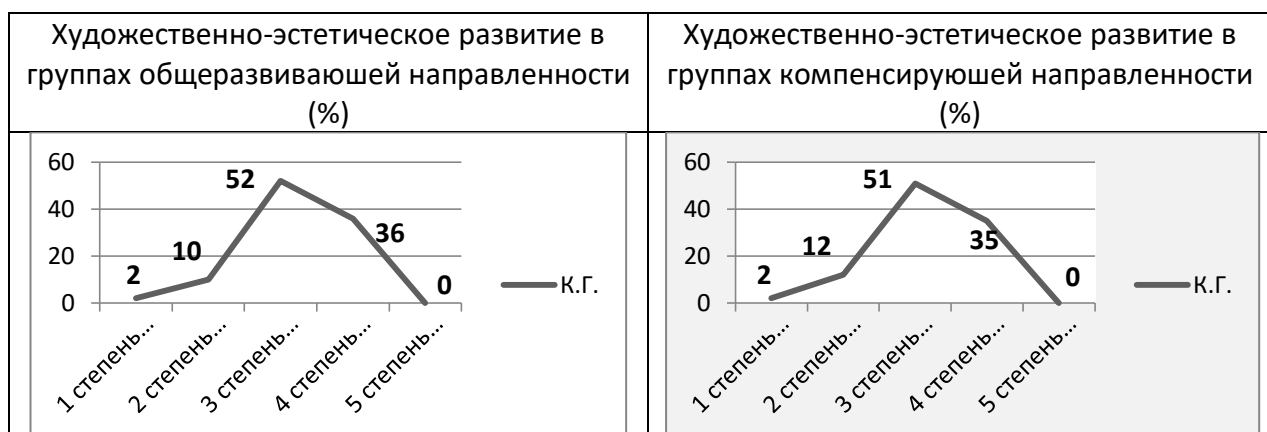 Художественно-эстетическое развитие в
группах общеразвиваюшей направленности
(%)
Художественно-эстетическое развитие в
группах компенсируюшей направленности
(%)
60
40
20
0
2
10
52
36
0
К.Г.
1 степень...
2 степень...
3 степень...
4 степень...
5 степень...
60
40
20
0
2
12
51
35
0
К.Г.
1 степень...
2 степень...
3 степень...
4 степень...
5 степень...